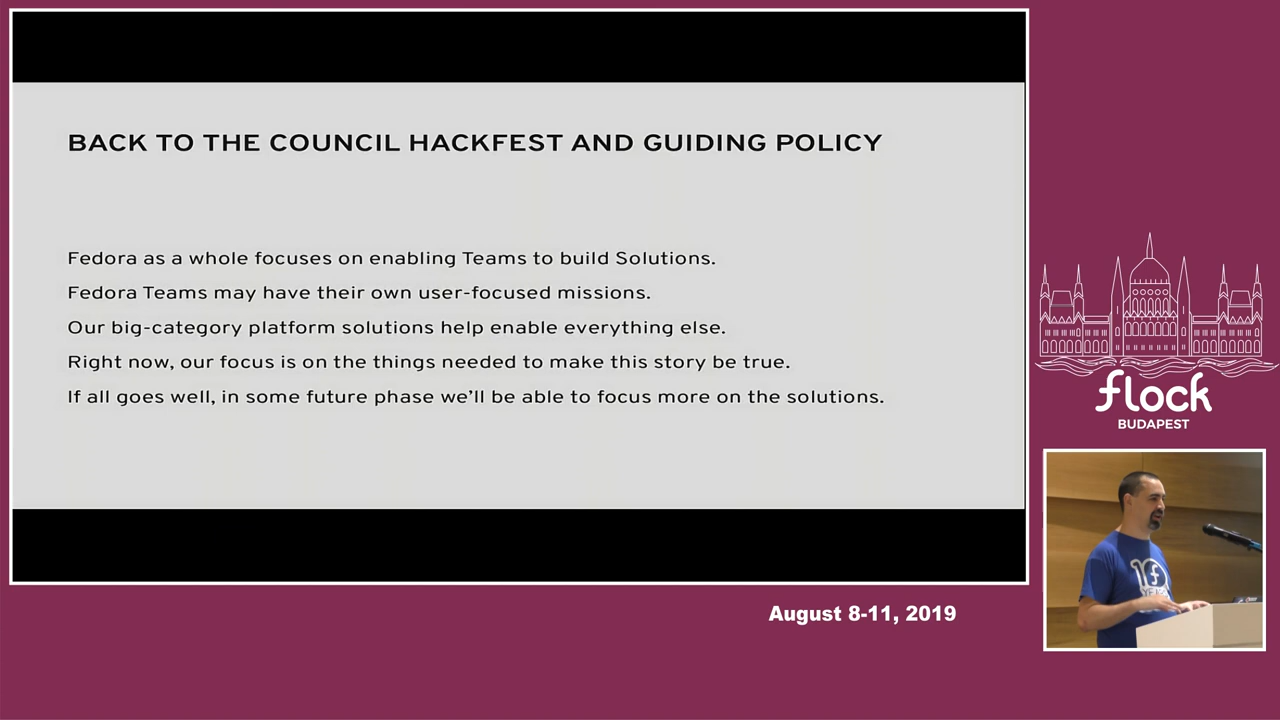 BACK TO THE COUNCIL HACKFEST AND GUIDING POLICY
Fedora as a whole focuses on enabling Teams to build Solutions.
Fedora Teams may have their own user-focused missions.
Our big-category platform solutions help enable everything else.
Right now, our focus is on the things needed to make this story be true.
If all goes well, in some future phase we’ll be able to focus more on the solutions.
flock
BUDAPEST
10
YEARS
August 8-11, 2019